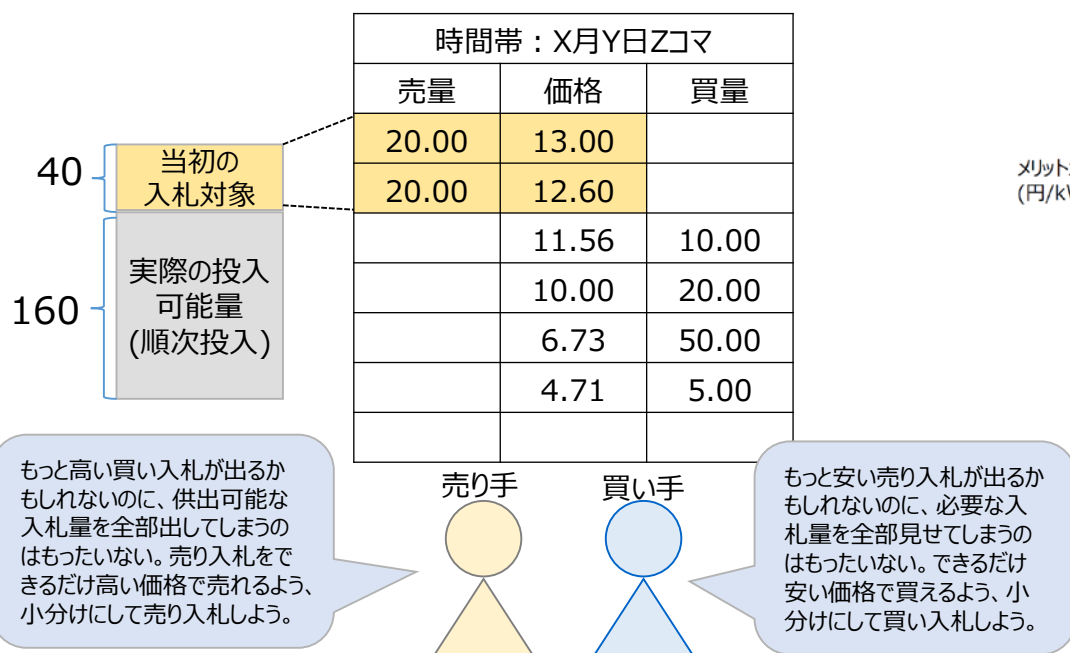 時間帯：X月Y日Zコマ
売量 価格 買量
20.00 13.00
20.00 12.60
11.56 10.00
10.00 20.00
6.73 50.00
4.71 5.00
40
当初の
入札対象
160
実際の投入
可能量
(順次投入)
メリット
(円/k
売り手
買い手
もっと高い買い入札が出るか
もしれないのに、供出可能な
入札量を全部出してしまうの
はもったいない。売り入札をで
きるだけ高い価格で売れるよう、
小分けにして売り入札しよう。
もっと安い売り入札が出るか
もしれないのに、必要な入
札量を全部見せてしまうの
はもったいない。できるだけ
安い価格で買えるよう、小
分けにして買い入札しよう。